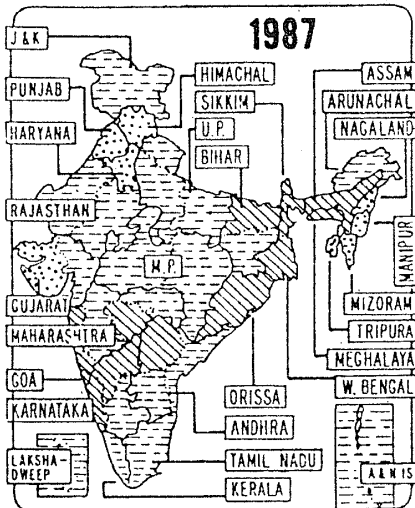 1987
J & K
PUNJAB
HARYANA
RAJASTHAN
GUJARAT
MAHARASHTRA
GOA
KARNATAKA
LAKSHA-
DWEEP
HIMACHAL
SIKKIM
U.P.
BIHAR
M.P.
ASSAM
ARUNACHAL
NAGALAND
MANIPUR
MIZORAM
TRIPURA
MEGHALAYA
W. BENGAL
ORISSA
ANDHRA
TAMIL NADU
KERALA
A & N IS